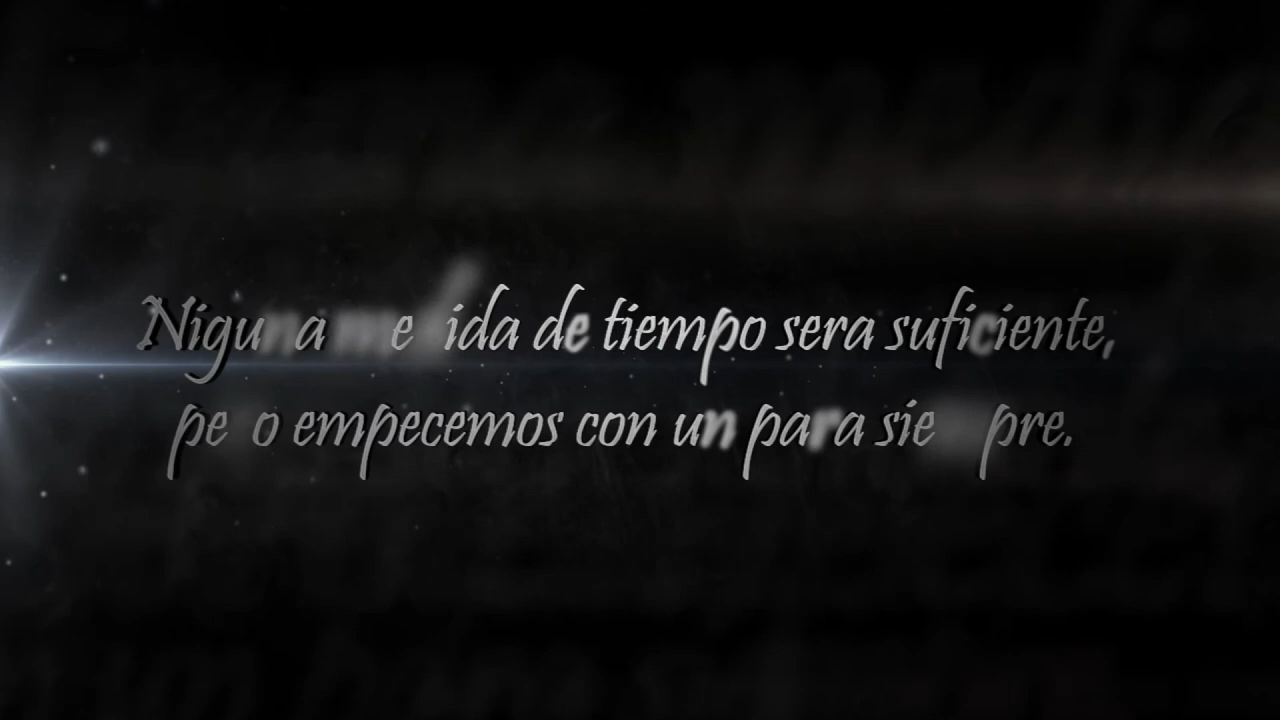 Niguna medida de tiempo sera suficiente,
pero empecemos con un para siempre.